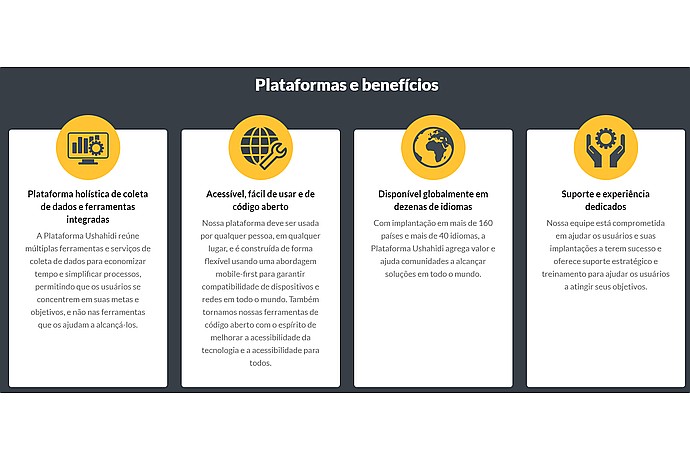 Plataformas e benefícios
Plataforma holística de coleta
de dados e ferramentas
integradas
A Plataforma Ushahidi reúne
múltiplas ferramentas e serviços de
coleta de dados para economizar
tempo e simplificar processos,
permitindo que os usuários se
concentrem em suas metas e
objetivos, e não nas ferramentas
que os ajudam a alcançá-los.
Acessível, fácil de usar e de
código aberto
Nossa plataforma deve ser usada
por qualquer pessoa, em qualquer
lugar, e é construída de forma
flexível usando uma abordagem
mobile-first para garantir
compatibilidade de dispositivos e
redes em todo o mundo. Também
tornamos nossas ferramentas de
código aberto com o espírito de
melhorar a acessibilidade da
tecnologia e a acessibilidade para
todos.
Disponível globalmente em
dezenas de idiomas
Com implantação em mais de 160
países e mais de 40 idiomas, a
Plataforma Ushahidi agrega valor e
ajuda comunidades a alcançar
soluções em todo o mundo.
Suporte e experiência
dedicados
Nossa equipe está comprometida
em ajudar os usuários e suas
implantações a terem sucesso e
oferece suporte estratégico e
treinamento para ajudar os usuários
a atingir seus objetivos.